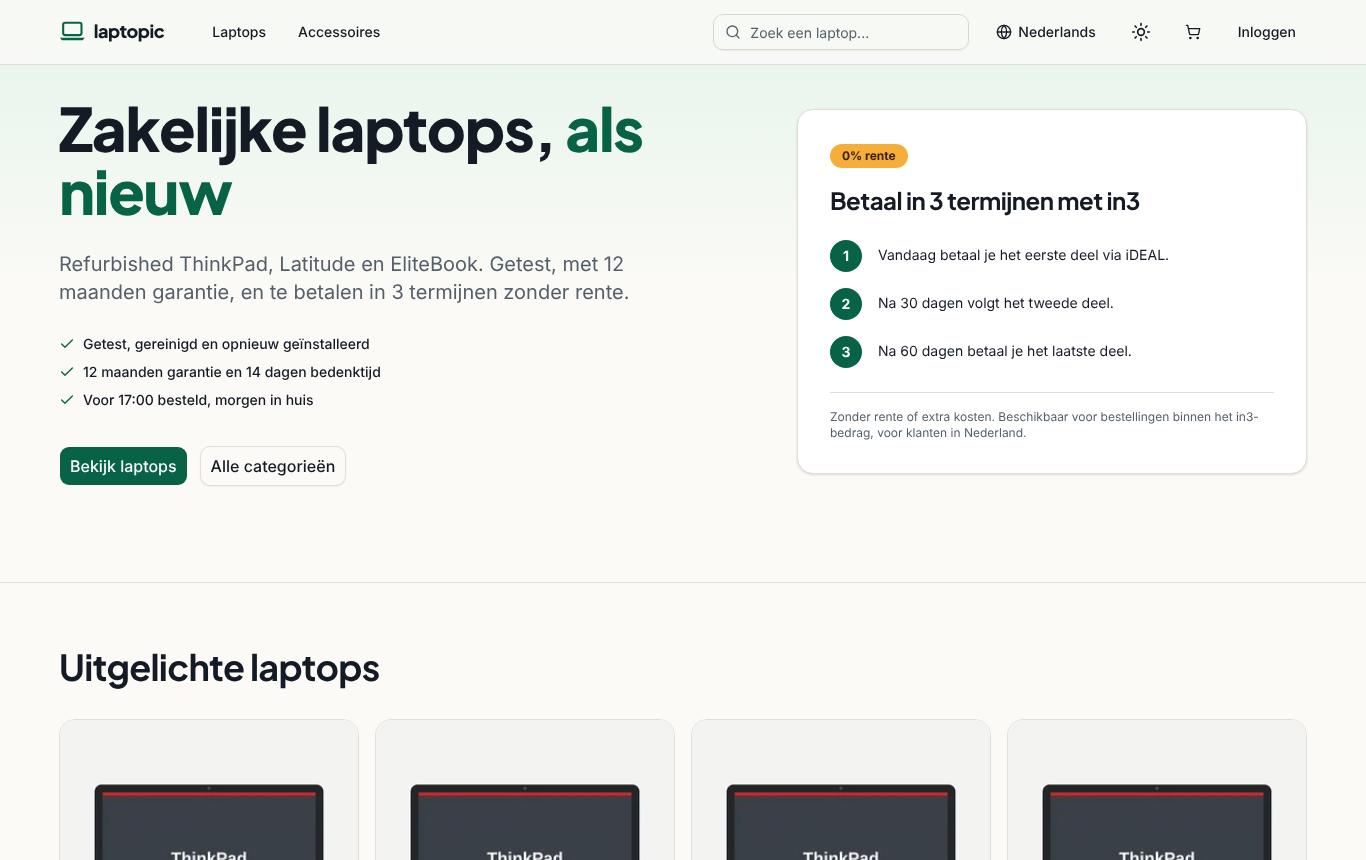 laptopic
Laptops
Accessoires
Zoek een laptop...
Nederlands
Inloggen
Zakelijke laptops, als
nieuw
Refurbished ThinkPad, Latitude en EliteBook. Getest, met 12
maanden garantie, en te betalen in 3 termijnen zonder rente.
Getest, gereinigd en opnieuw geïnstalleerd
12 maanden garantie en 14 dagen bedenktijd
Voor 17:00 besteld, morgen in huis
Bekijk laptops
Alle categorieën
0% rente
Betaal in 3 termijnen met in3
1 Vandaag betaal je het eerste deel via iDEAL.
2 Na 30 dagen volgt het tweede deel.
3 Na 60 dagen betaal je het laatste deel.
Zonder rente of extra kosten. Beschikbaar voor bestellingen binnen het in3-
bedrag, voor klanten in Nederland.
Uitgelichte laptops
ThinkPad
ThinkPad
ThinkPad
ThinkPad